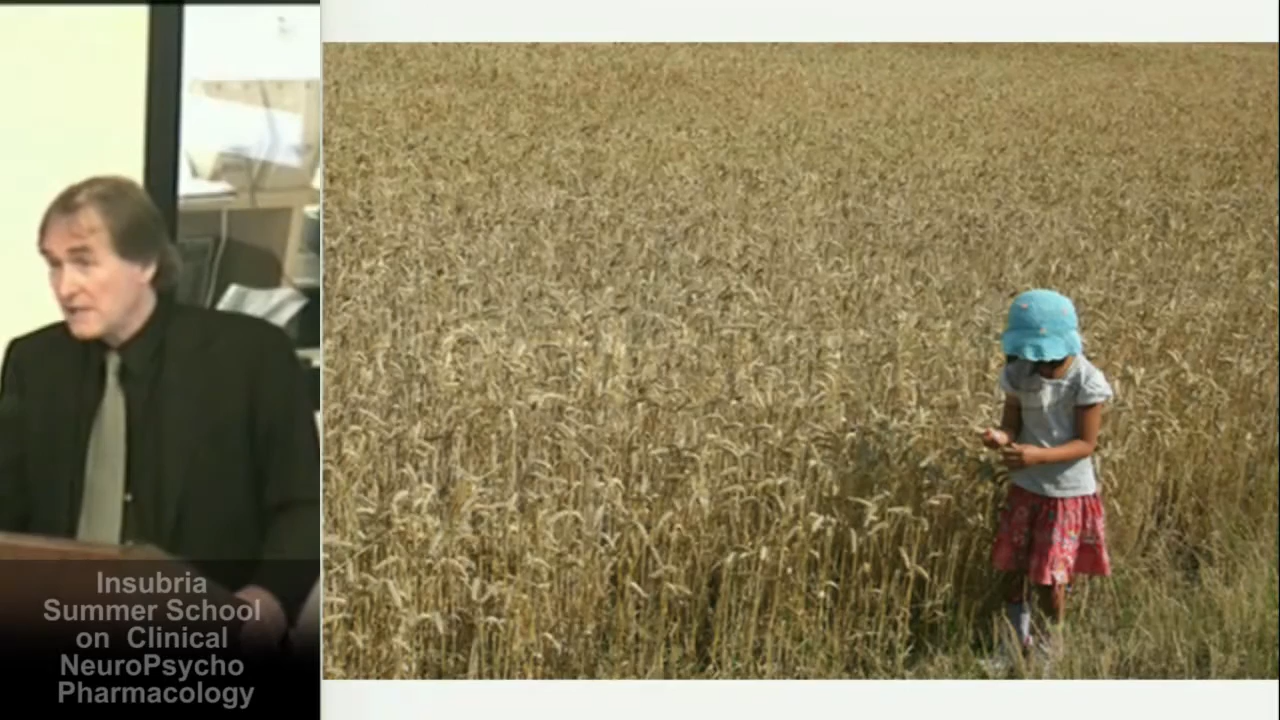 Insubria
Summer School
on Clinical
NeuroPsycho
Pharmacology